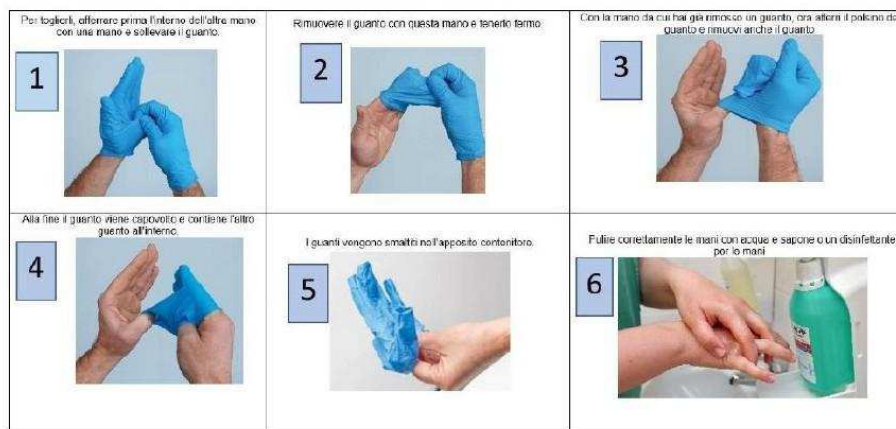 Per toglierli, afferrare prima l'interno dell'altra mano
con una mano e sollevare il guanto.
1
Rimuovere il guanto con questa mano e tenerlo fermo
2
Con la mano da cui hai già rimosso un guanto, ora afferri il polsino de
guanto e rimuovi anche il guanto
3
Alla fine il guanto viene capovolto e contiene l'altro
guanto all'interno.
4
I guanti vengono smaltiti nell'apposito contenitore.
5
Pulire correttamente le mani con acqua e sapone o un disinfettante
per le mani
6